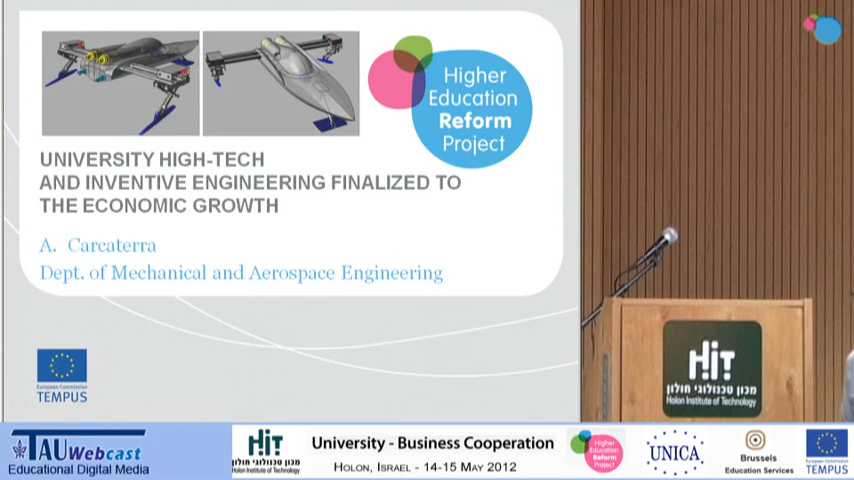 Higher
Education
Reform
Project
UNIVERSITY HIGH-TECH
AND INVENTIVE ENGINEERING FINALIZED TO
THE ECONOMIC GROWTH
A. Carcaterra
Dept. of Mechanical and Aerospace Engineering
European Commission
TEMPUS
HiT
מכון טכנולוגי חולון
Holon Institute of Technology
TAU Webcast
Educational Digital Media
HiT
מכון טכנולוגי חולון
Holon Institute of Technology
University - Business Cooperation
HOLON, ISRAEL - 14-15 MAY 2012
Higher
Education
Reform
Project
UNICA
Brussels
Education Services
European Commission
TEMPUS